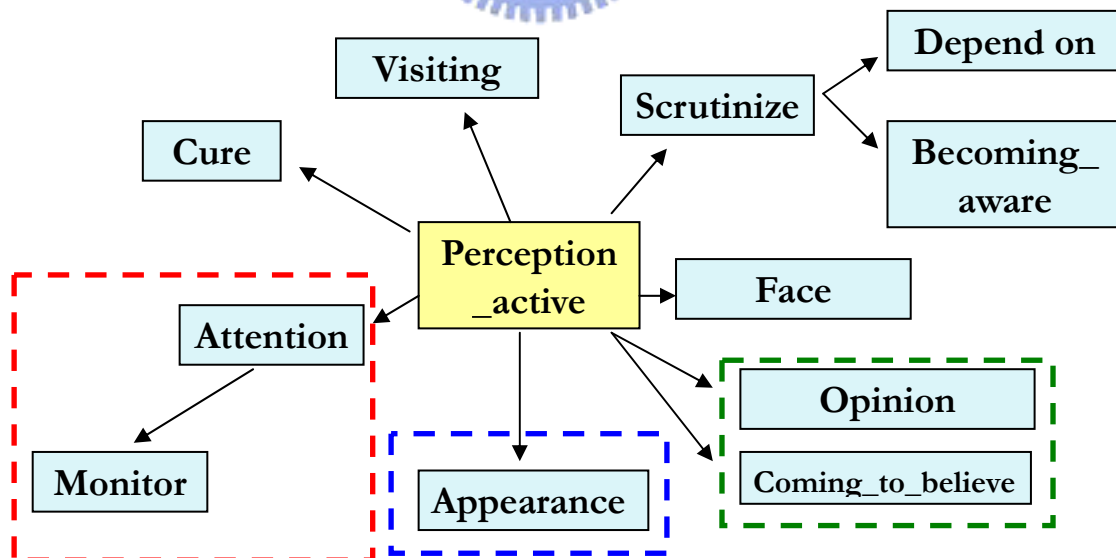 Depend on
Visiting
Scrutinize
Cure
Becoming_
aware
Perception
_active
Face
Attention
Opinion
Monitor
Appearance
Coming_to_believe